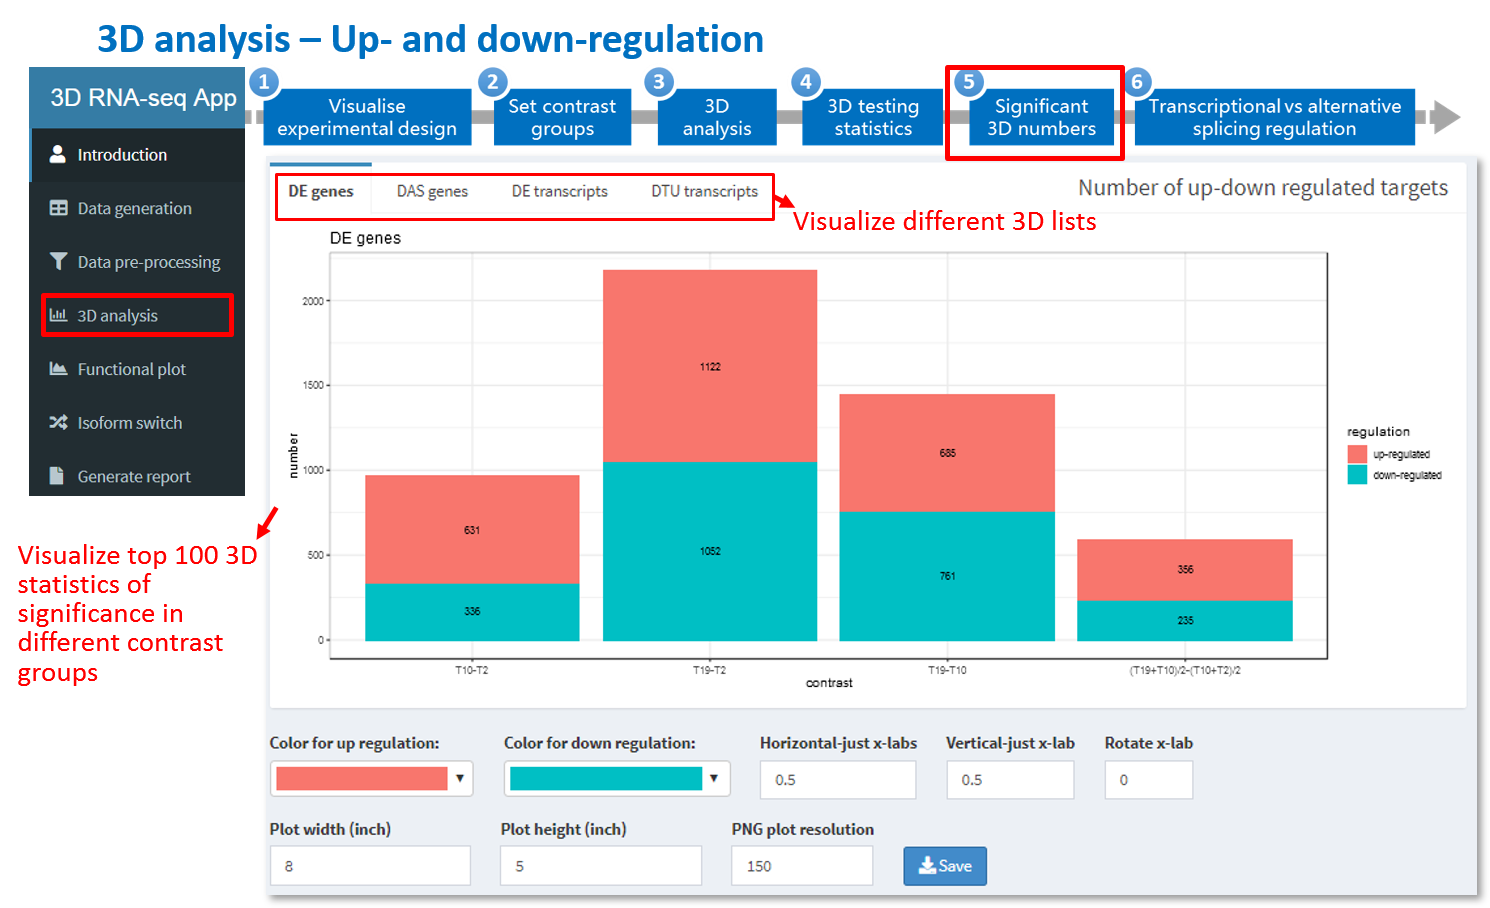 3D analysis – Up- and down-regulation
3D RNA-seq App
Introduction
Data generation
Data pre-processing
3D analysis
Functional plot
Isoform switch
Generate report
1
Visualise
experimental design
2
Set contrast
groups
3
3D
analysis
4
3D testing
statistics
5
Significant
3D numbers
6
Transcriptional vs alternative
splicing regulation
DE genes DAS genes DE transcripts DTU transcripts
Number of up-down regulated targets
Visualize different 3D lists
DE genes
2000
1500
1000
500
0
number
1122
685
631
1052
761
356
336
235
T10-T2 T19-T2 T19-T10 (T19+T10)/2-(T10+T2)/2
contrast
regulation
up-regulated
down-regulated
Visualize top 100 3D
statistics of
significance in
different contrast
groups
Color for up regulation: Color for down regulation: Horizontal-just x-labs Vertical-just x-lab Rotate x-lab
0.5 0.5 0
Plot width (inch) Plot height (inch) PNG plot resolution
8 5 150 Save